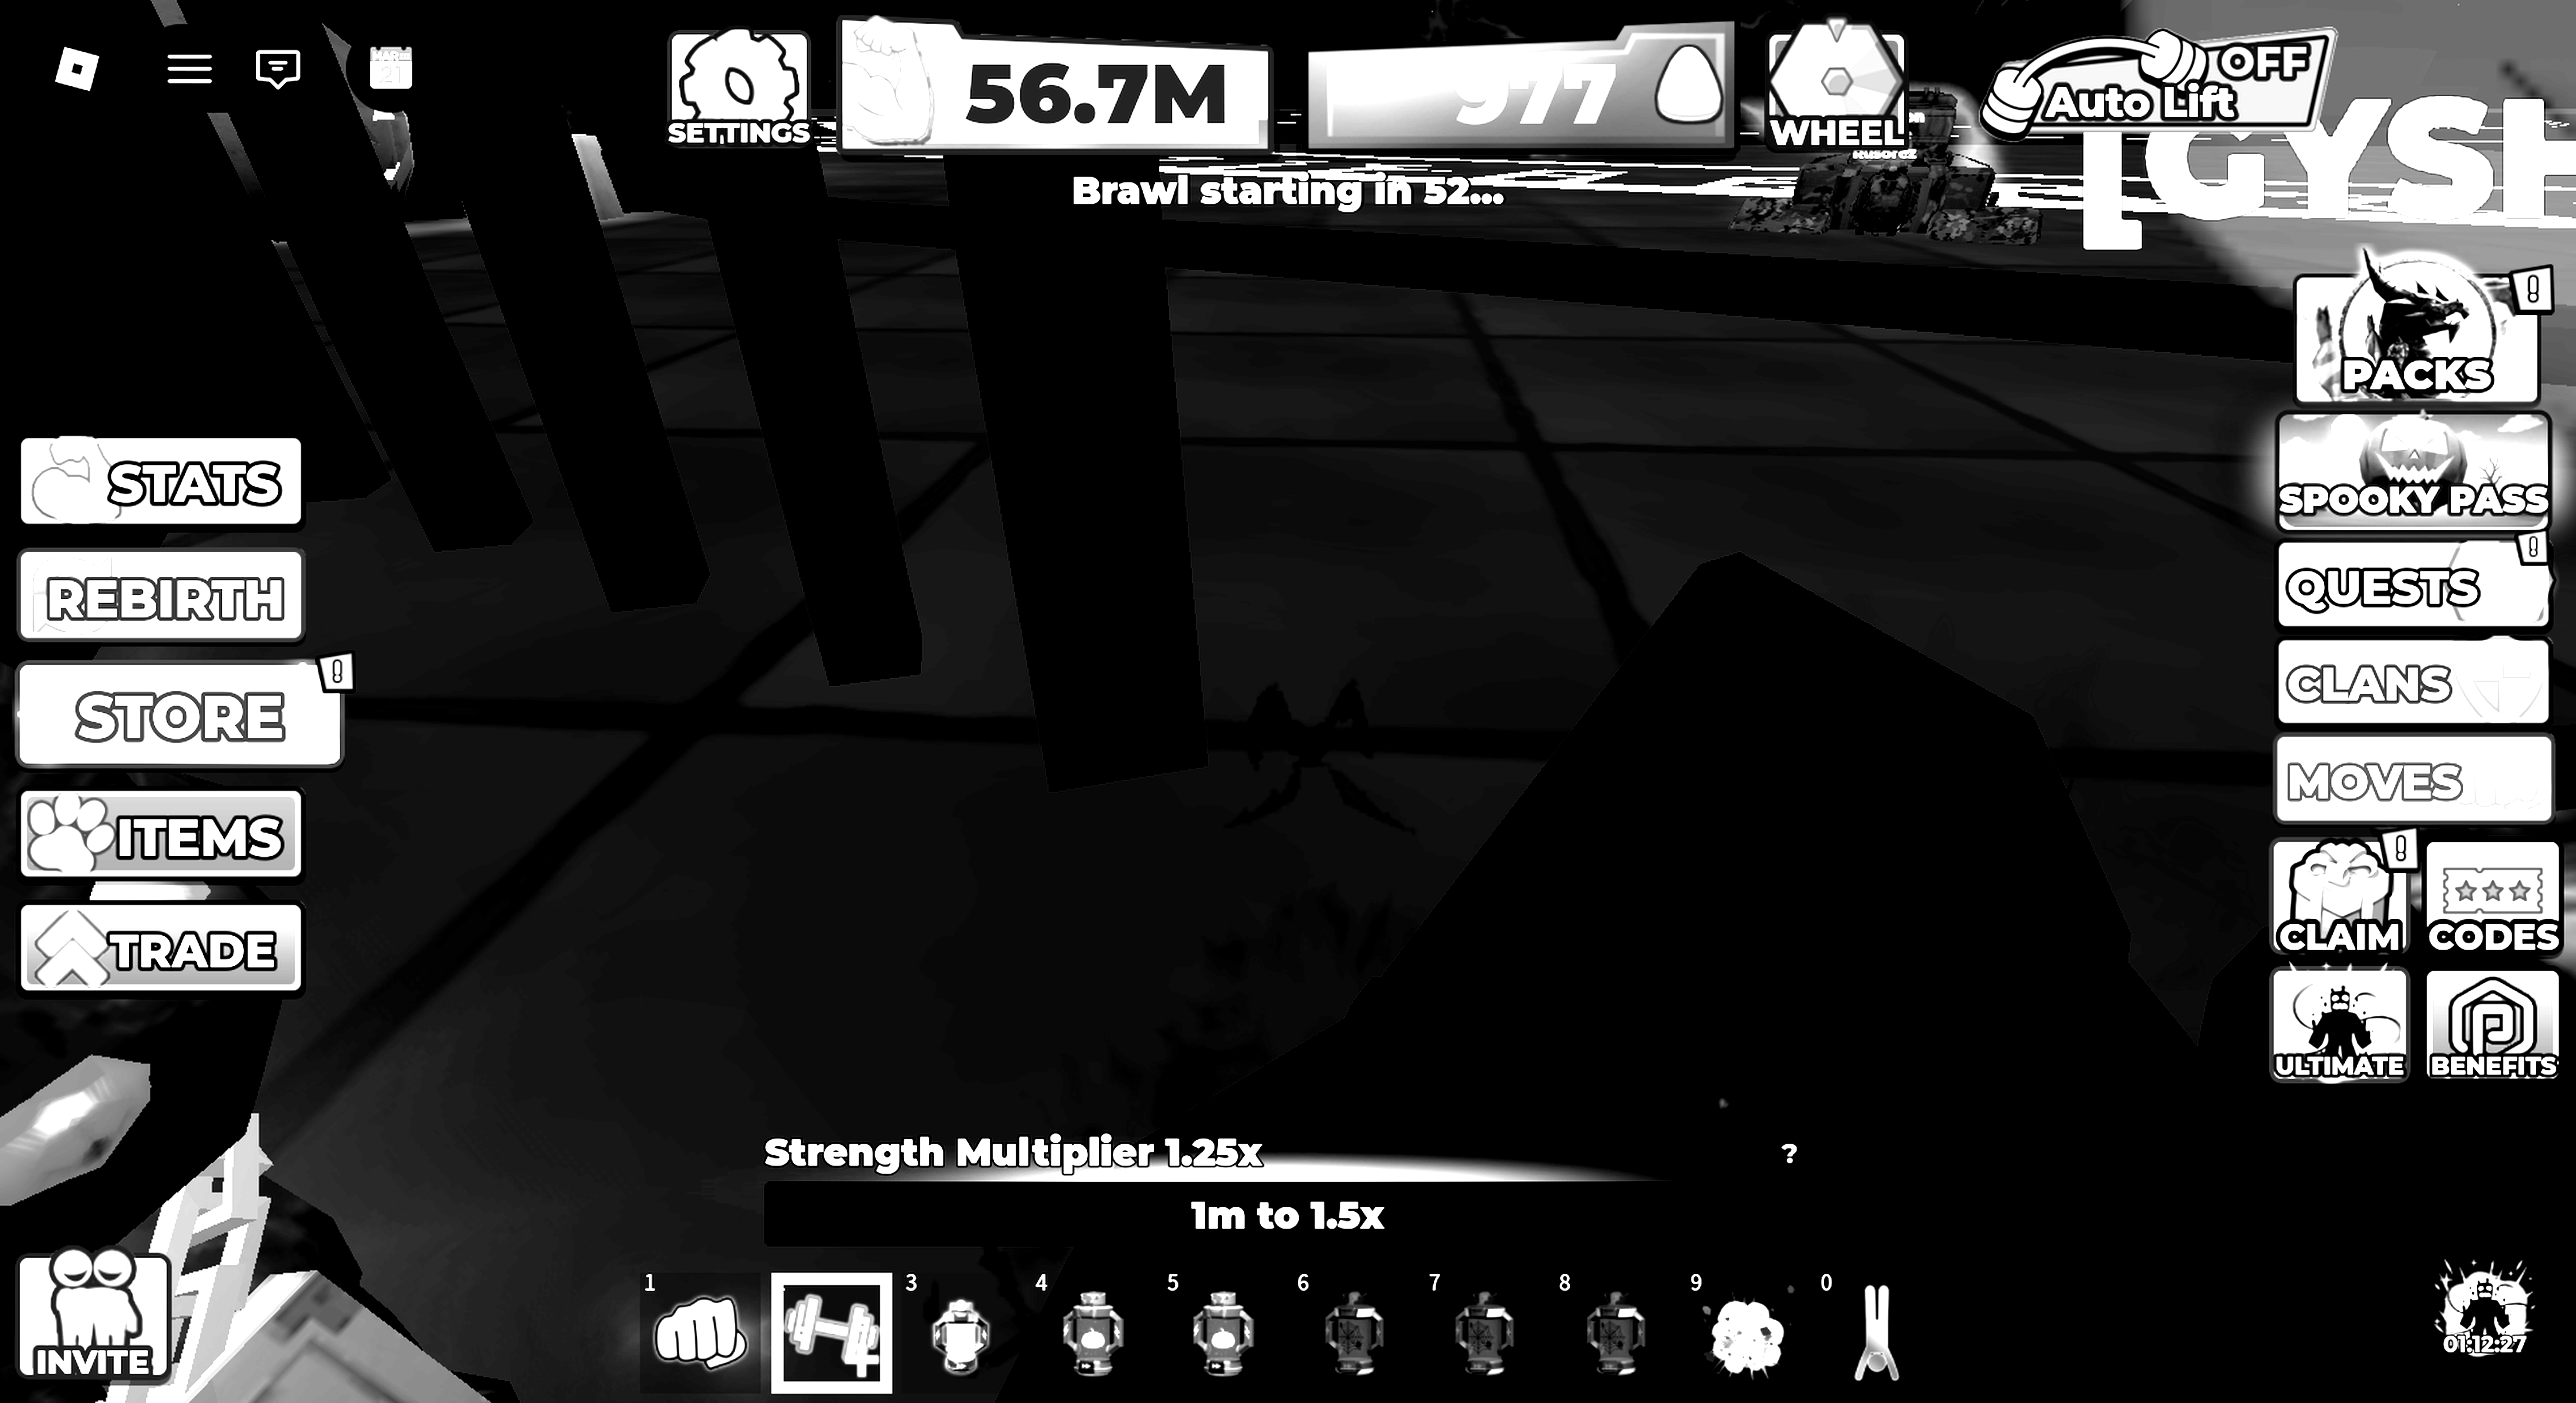 MARCH
21
SETTINGS
56.7M
977
WHEEL
OFF
Auto Lift
Brawl starting in 52...
STATS
REBIRTH
STORE
ITEMS
TRADE
INVITE
PACKS
SPOOKY PASS
QUESTS
CLANS
MOVES
CLAIM
CODES
ULTIMATE
BENEFITS
Strength Multiplier 1.25x
?
1m to 1.5x
1
3
4
5
6
7
8
9
0
01:12:27